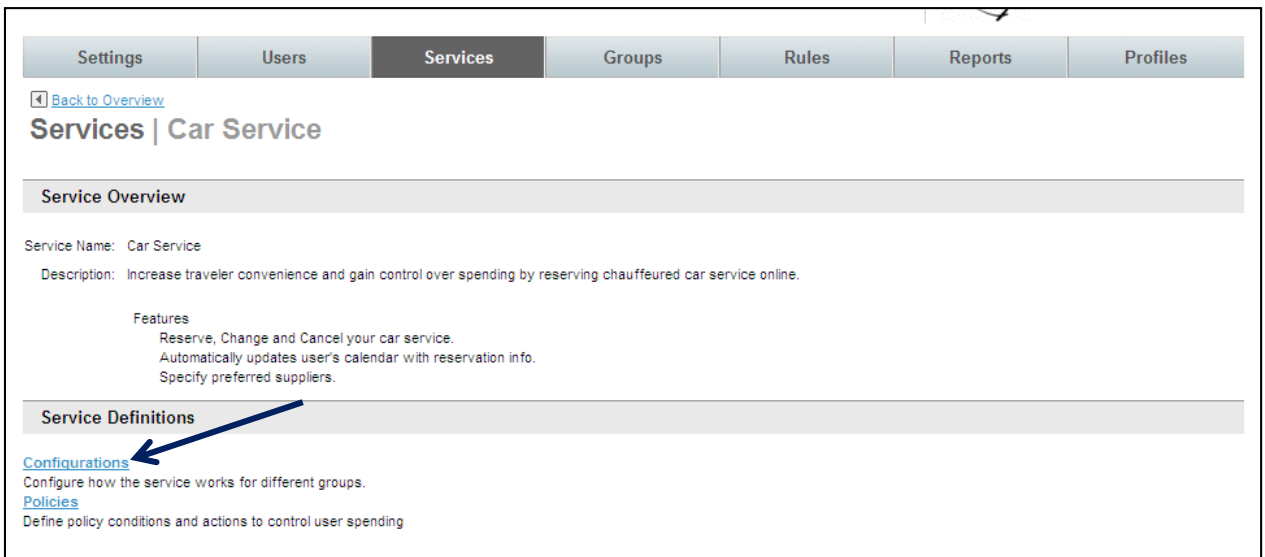 Settings Users Services Groups Rules Reports Profiles
Back to Overview
Services | Car Service
Service Overview
Service Name: Car Service
Description: Increase traveler convenience and gain control over spending by reserving chauffeured car service online.
Features
Reserve, Change and Cancel your car service.
Automatically updates user's calendar with reservation info.
Specify preferred suppliers.
Service Definitions
Configurations
Configure how the service works for different groups.
Policies
Define policy conditions and actions to control user spending